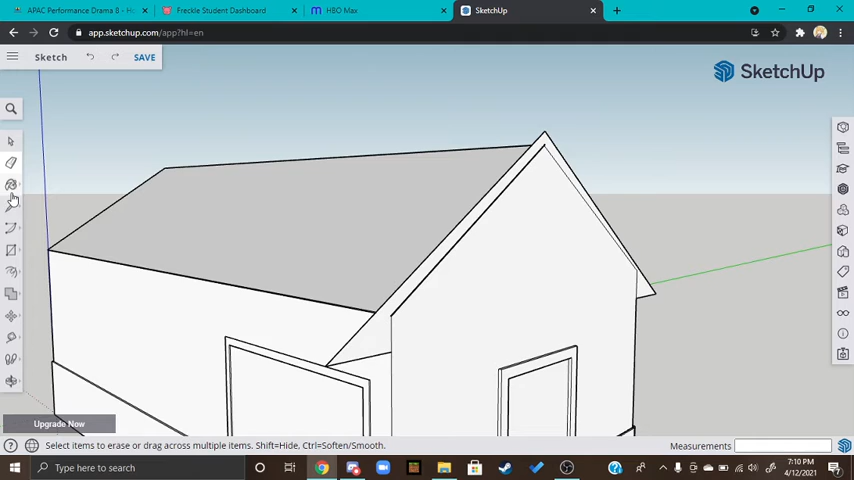 APAC Performance Drama 8 - H
Freckle Student Dashboard
HBO Max
SketchUp
app.sketchup.com/app?hl=en
Sketch
SAVE
SketchUp
Upgrade Now
Select items to erase or drag across multiple items. Shift=Hide, Ctrl=Soften/Smooth.
Measurements
Type here to search
7:10 PM
4/12/2021